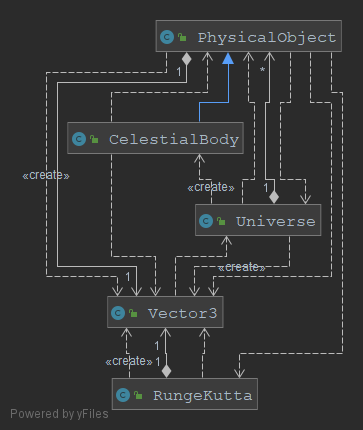 PhysicalObject
1
*
CelestialBody
«create»
«create»
1
Universe
«create»
1
Vector3
1
«create»
1
RungeKutta
Powered by yFiles